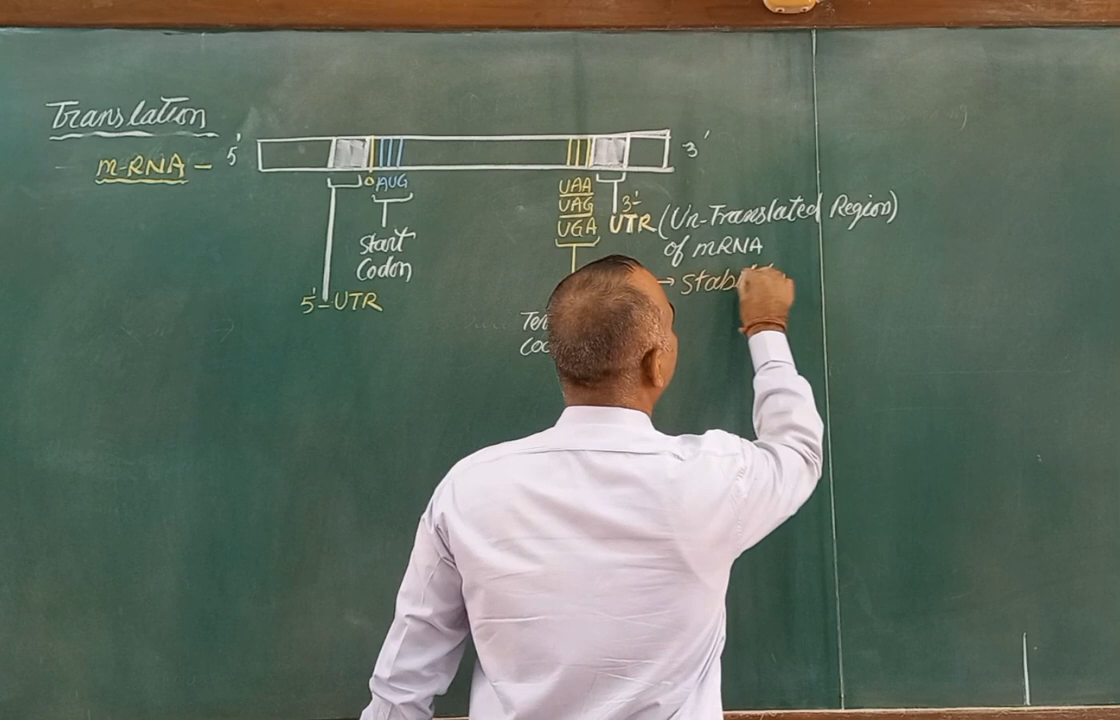 Translation
m-RNA - 5' 3'
AUG
UAA
UAG
UGA
Start
Codon
5'-UTR
3'-
UTR (Un-Translated Region)
of mRNA
→